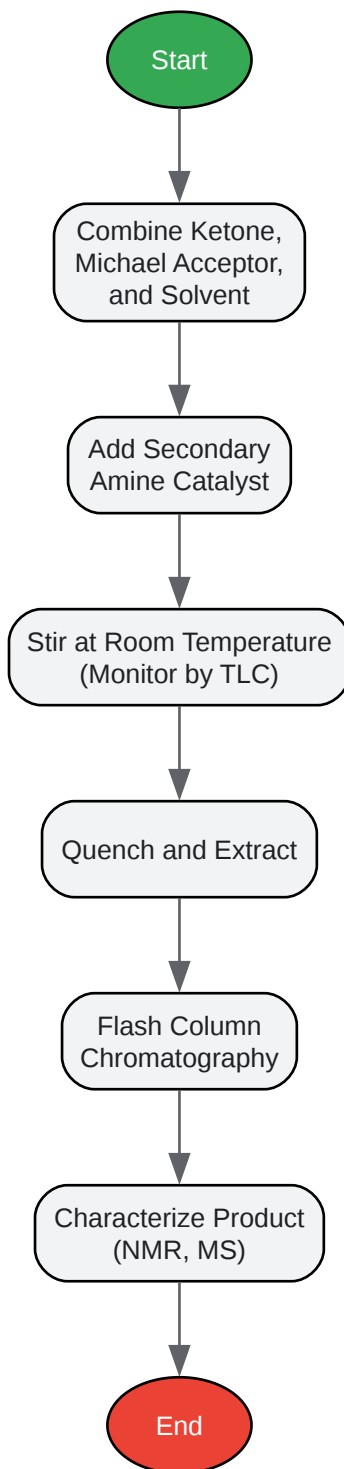 Start
Combine Ketone,
Michael Acceptor,
and Solvent
Add Secondary
Amine Catalyst
Stir at Room Temperature
(Monitor by TLC)
Quench and Extract
Flash Column
Chromatography
Characterize Product
(NMR, MS)
End